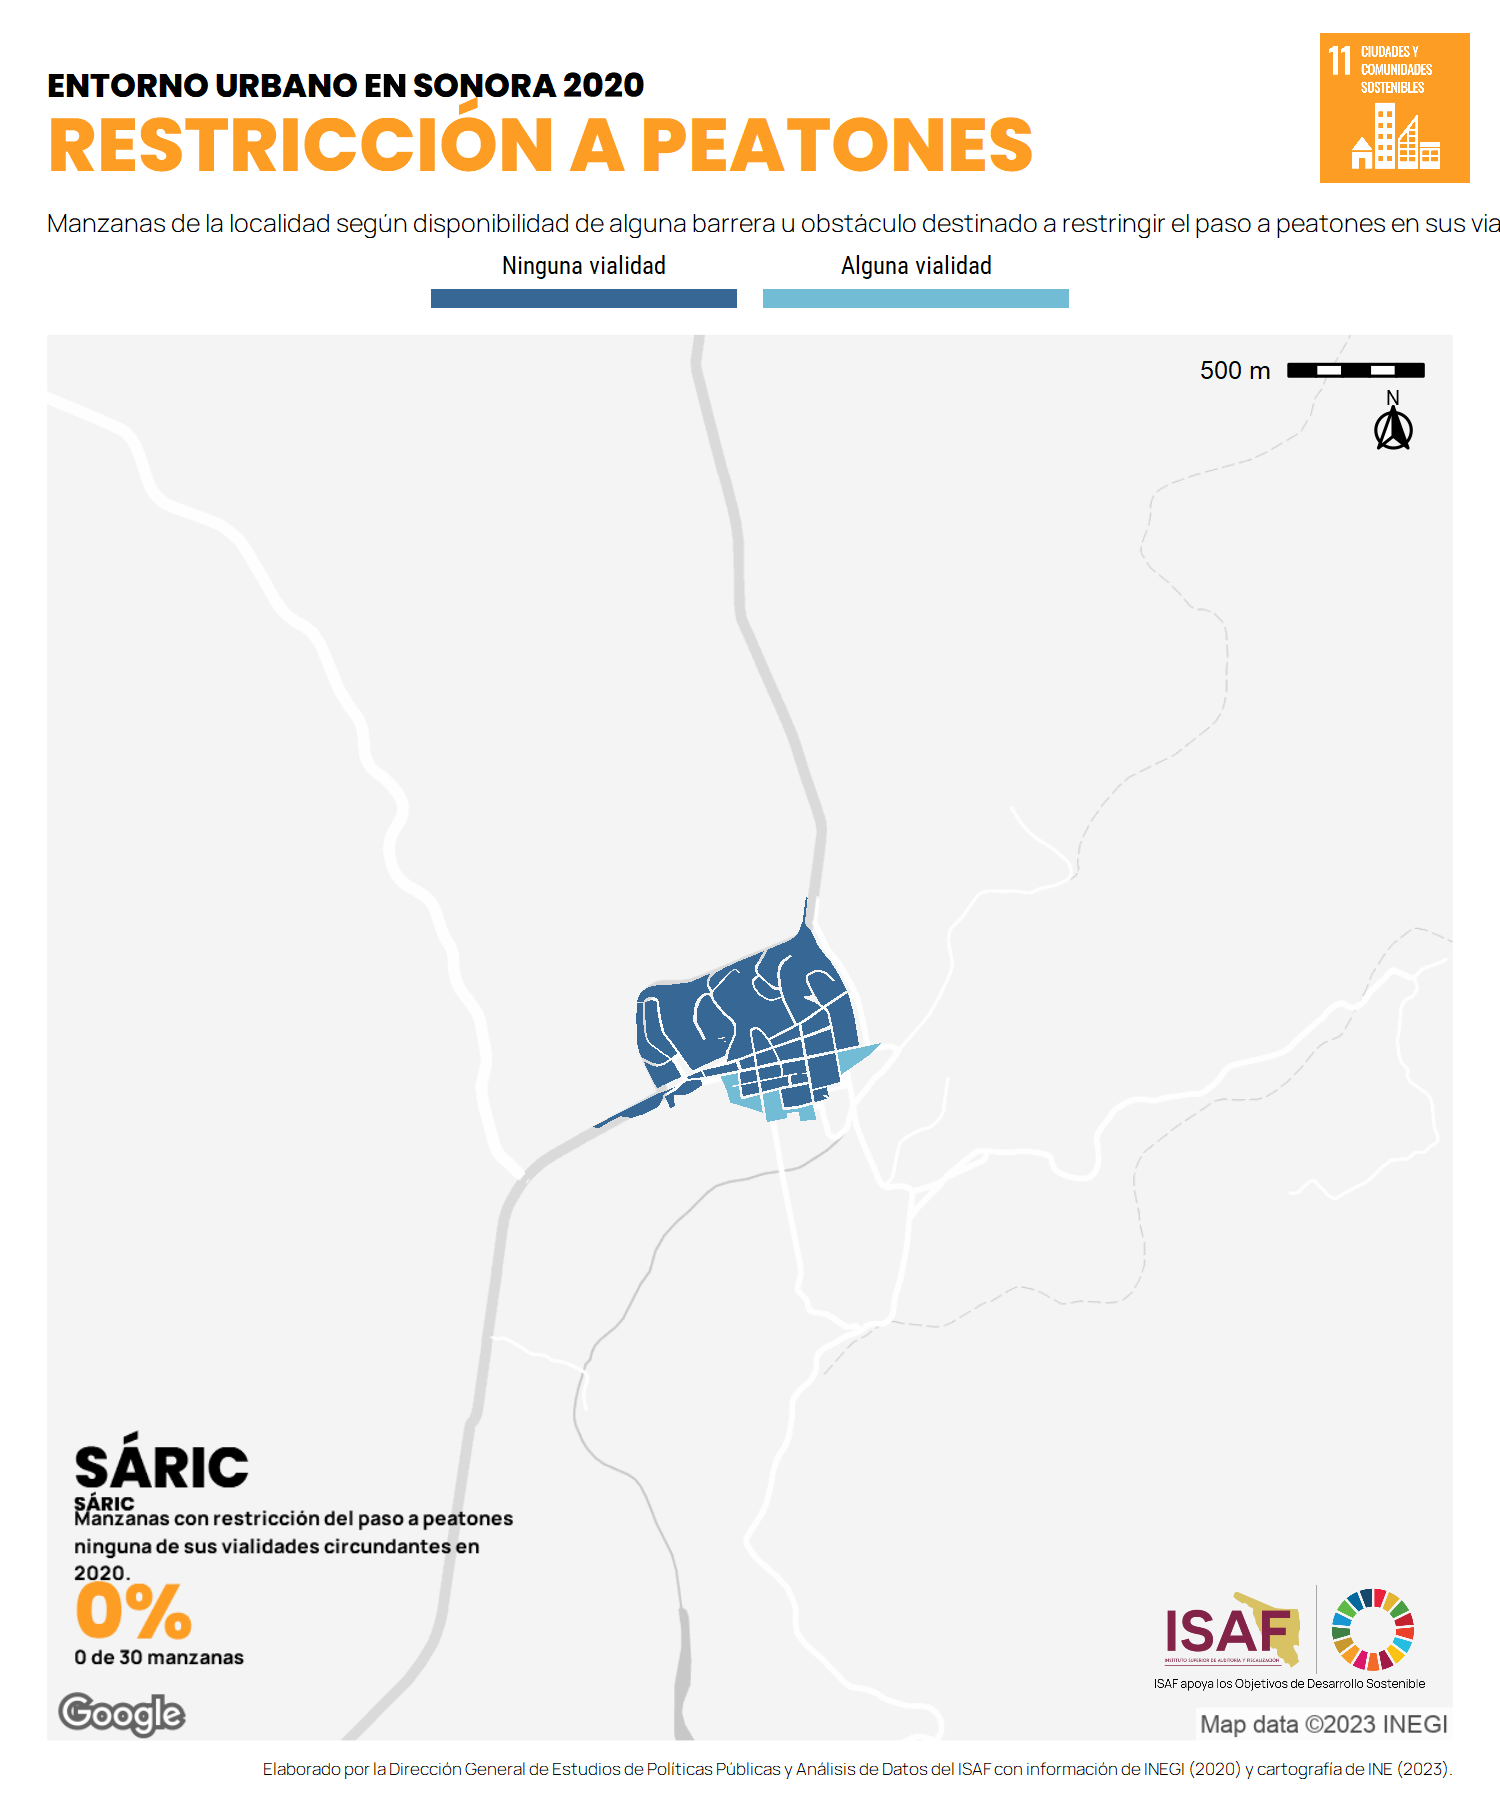 ENTORNO URBANO EN SONORA 2020
RESTRICCIÓN A PEATONES
11 CIUDADES Y
COMUNIDADES
SOSTENIBLES
Manzanas de la localidad según disponibilidad de alguna barrera u obstáculo destinado a restringir el paso a peatones en sus via
Ninguna vialidad
Alguna vialidad
500 m
N
SÁRIC
SÁRIC
Manzanas con restricción del paso a peatones
ninguna de sus vialidades circundantes en
2020.
0%
0 de 30 manzanas
Google
ISAF
INSTITUTO SUPERIOR DE AUDITORÍA Y FISCALIZACIÓN
ISAF apoya los Objetivos de Desarrollo Sostenible
Map data ©2023 INEGI
Elaborado por la Dirección General de Estudios de Políticas Públicas y Análisis de Datos del ISAF con información de INEGI (2020) y cartografía de INE (2023).